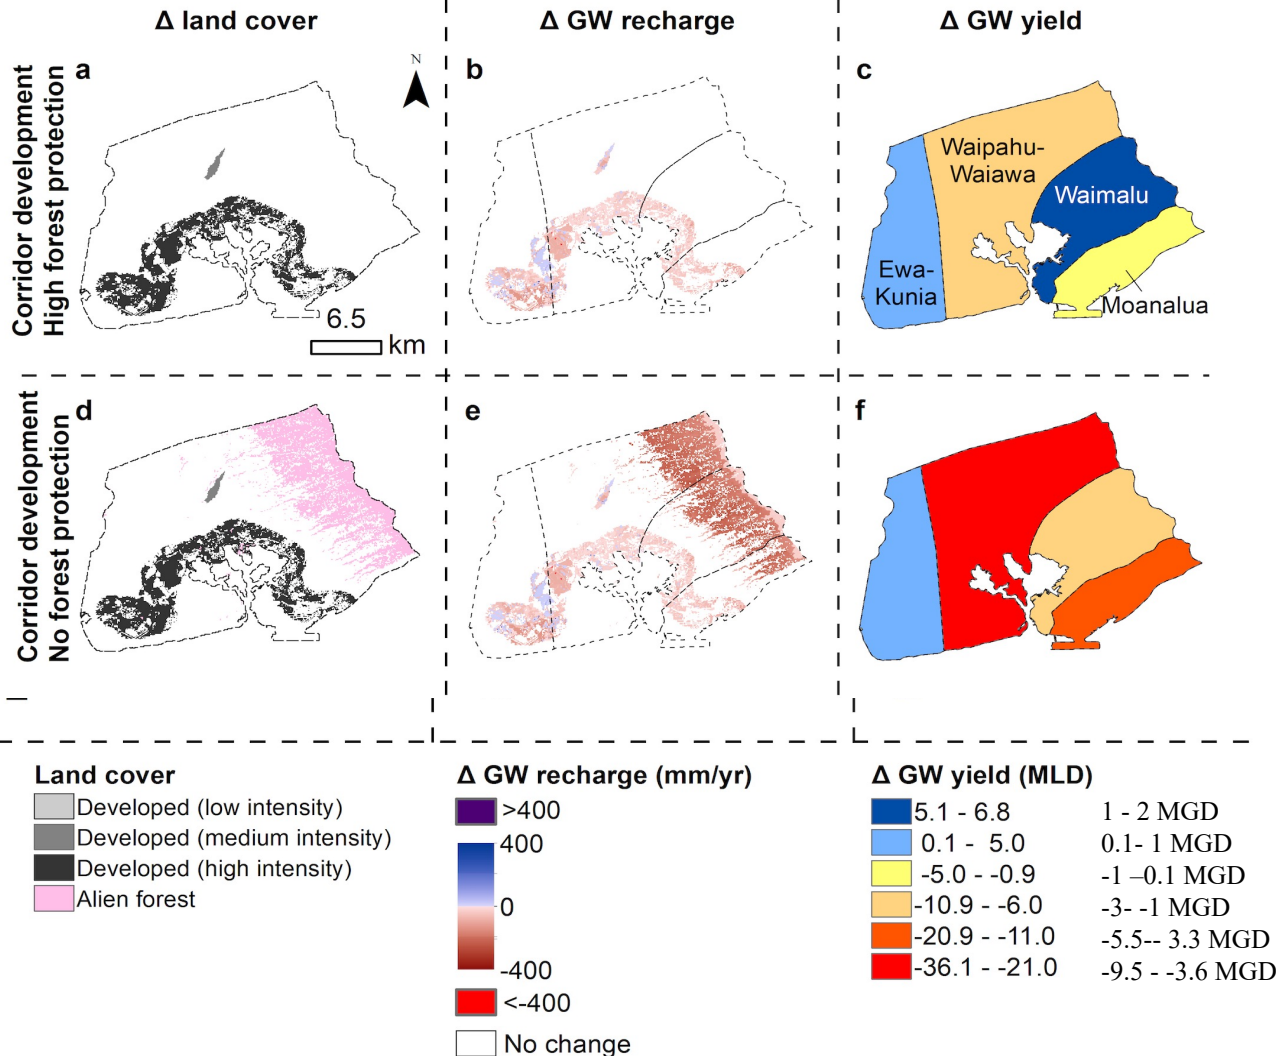 Δ land cover
Δ GW recharge
Δ GW yield
Corridor development
High forest protection
a
N
6.5
km
b
c
Waipahu-
Waiawa
Waimalu
Ewa-
Kunia
Moanalua
Corridor development
No forest protection
d
e
f
Land cover
Developed (low intensity)
Developed (medium intensity)
Developed (high intensity)
Alien forest
Δ GW recharge (mm/yr)
>400
400
0
-400
<-400
No change
Δ GW yield (MLD)
5.1 - 6.8 1 - 2 MGD
0.1 - 5.0 0.1- 1 MGD
-5.0 - -0.9 -1 –0.1 MGD
-10.9 - -6.0 -3- -1 MGD
-20.9 - -11.0 -5.5-- 3.3 MGD
-36.1 - -21.0 -9.5 - -3.6 MGD